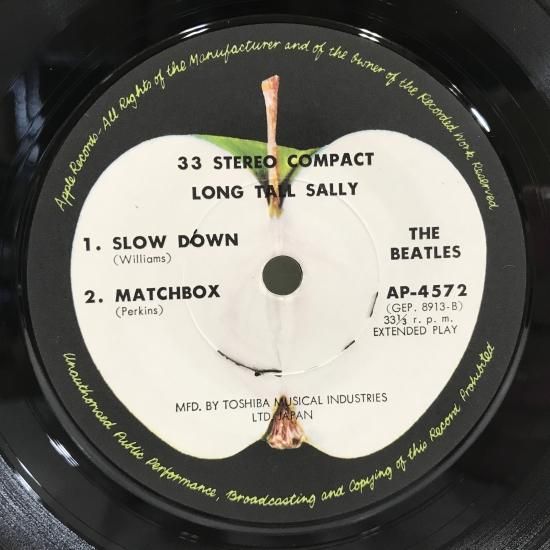 Apple Records-All Rights of the Manufacturer and of the Owner of the Recorded Work Reserved
33 STEREO COMPACT
LONG TALL SALLY
1. SLOW DOWN
(Williams)
2. MATCHBOX
(Perkins)
THE
BEATLES
AP-4572
(GEP. 8913-B)
33⅓ r. p. m.
EXTENDED PLAY
MFD. BY TOSHIBA MUSICAL INDUSTRIES
LTD. JAPAN
Unauthorised Public Performance, Broadcasting and Copying of this Record Prohibited